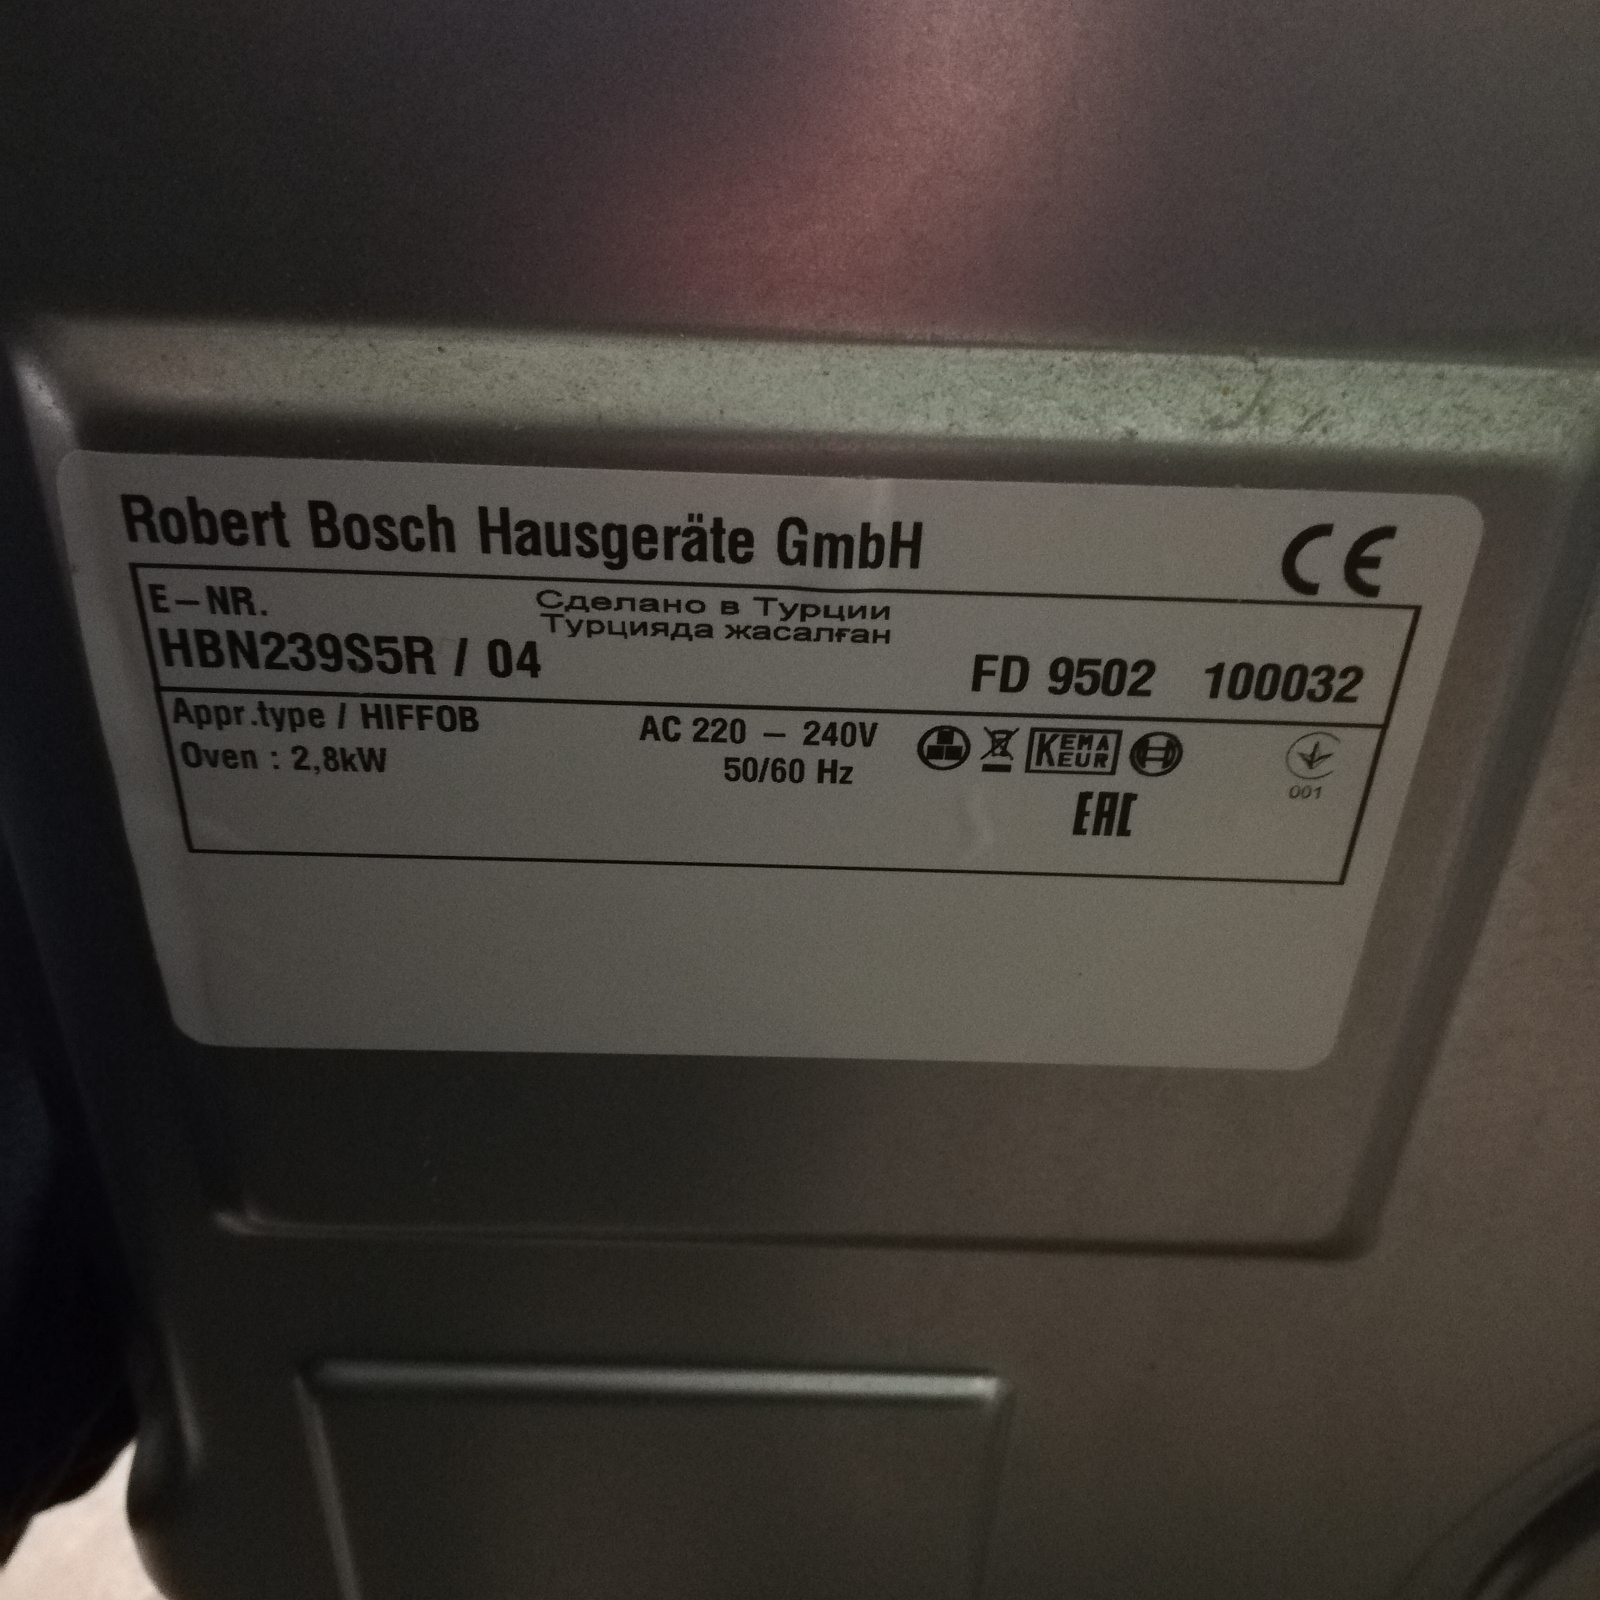 Robert Bosch Hausgeräte GmbH
CE
E-NR.
Сделано в Турции
Турцияда жасалған
HBN239S5R / 04
FD 9502 100032
Appr.type / HIFFOB
AC 220 – 240V
KEMA
KEUR
Oven : 2,8kW
50/60 Hz
001
EAC